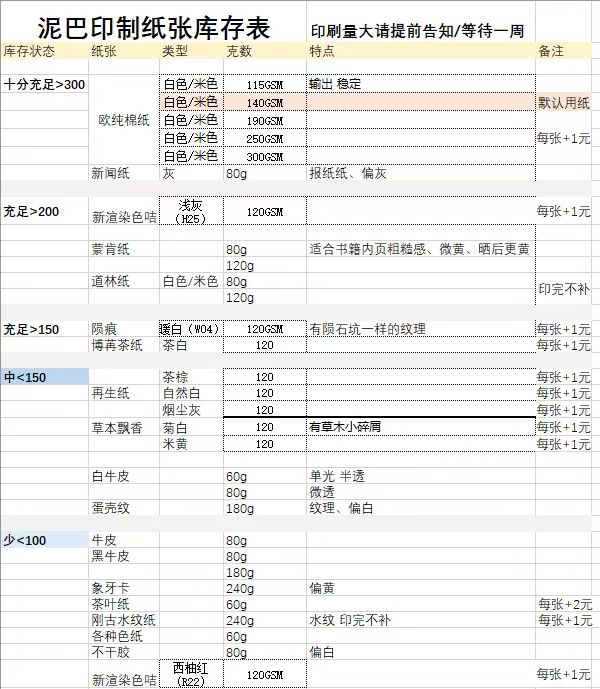 泥巴印制纸张库存表 印刷量大请提前告知/等待一周
库存状态 纸张 类型 克数 特点 备注
十分充足>300 白色/米色 115GSM 输出 稳定
白色/米色 140GSM 默认用纸
欧纯棉纸 白色/米色 190GSM
白色/米色 250GSM 每张+1元
白色/米色 300GSM
新闻纸 灰 80g 报纸纸、偏灰
充足>200 新渲染色咭 浅灰(H25) 120GSM 每张+1元
蒙肯纸 80g 适合书籍内页粗糙感、微黄、晒后更黄
120g
道林纸 白色/米色 80g 印完不补
120g
充足>150 陨痕 瑷白(W04) 120GSM 有陨石坑一样的纹理 每张+1元
博苒茶纸 茶白 120 每张+1元
中<150 茶棕 120 每张+1元
再生纸 自然白 120 每张+1元
烟尘灰 120 每张+1元
草本飘香 菊白 120 有草木小碎屑 每张+1元
米黄 120 每张+1元
白牛皮 60g 单光 半透
80g 微透
蛋壳纹 180g 纹理、偏白
少<100 牛皮 80g
黑牛皮 80g
180g
象牙卡 240g 偏黄
茶叶纸 60g 每张+2元
刚古水纹纸 240g 水纹 印完不补 每张+1元
各种色纸 60g
不干胶 80g 偏白
新渲染色咭 西柚红(R22) 120GSM 每张+1元